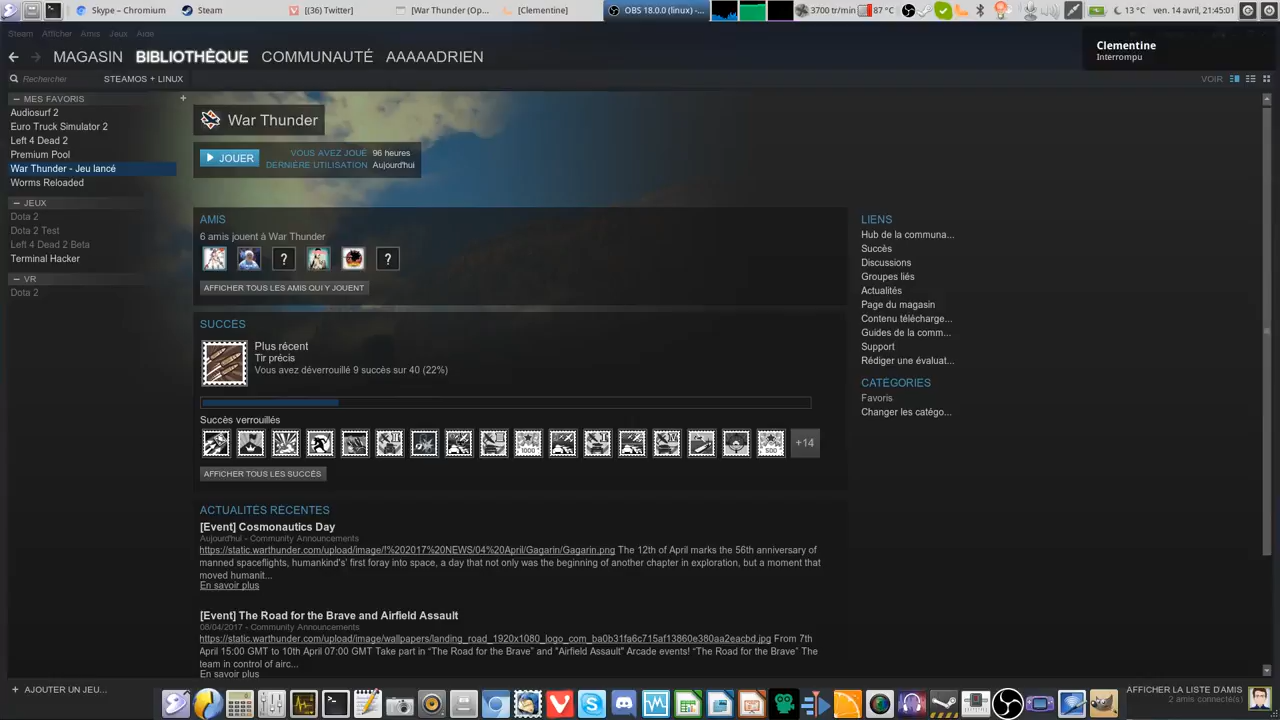 Skype – Chromium
Steam
[(36) Twitter]
[War Thunder (Op...
[Clementine]
OBS 18.0.0 (linux) -...
3700 tr/min
87 °C
13 °C
ven. 14 avril, 21:45:01
Steam Afficher Amis Jeux Aide
Clementine
Interrompu
MAGASIN BIBLIOTHÈQUE COMMUNAUTÉ AAAAADRIEN
Rechercher
STEAMOS + LINUX
VOIR
— MES FAVORIS +
Audiosurf 2
Euro Truck Simulator 2
Left 4 Dead 2
Premium Pool
War Thunder - Jeu lancé
Worms Reloaded
— JEUX
Dota 2
Dota 2 Test
Left 4 Dead 2 Beta
Terminal Hacker
— VR
Dota 2
War Thunder
JOUER
VOUS AVEZ JOUÉ 96 heures
DERNIÈRE UTILISATION Aujourd'hui
AMIS
6 amis jouent à War Thunder
? ?
AFFICHER TOUS LES AMIS QUI Y JOUENT
SUCCÈS
Plus récent
Tir précis
Vous avez déverrouillé 9 succès sur 40 (22%)
Succès verrouillés
1000
500
+14
AFFICHER TOUS LES SUCCÈS
ACTUALITÉS RÉCENTES
[Event] Cosmonautics Day
Aujourd'hui - Community Announcements
https://static.warthunder.com/upload/image/!%202017%20NEWS/04%20April/Gagarin/Gagarin.png The 12th of April marks the 56th anniversary of
manned spaceflights, humankind's' first foray into space, a day that not only was the beginning of another chapter in exploration, but a moment that
moved humanit...
En savoir plus
[Event] The Road for the Brave and Airfield Assault
08/04/2017 - Community Announcements
https://static.warthunder.com/upload/image/wallpapers/landing_road_1920x1080_logo_com_ba0b31fa6c715af13860e380aa2eacbd.jpg From 7th
April 15:00 GMT to 10th April 07:00 GMT Take part in “The Road for the Brave” and "Airfield Assault" Arcade events! “The Road for the Brave” The
team in control of airc...
En savoir plus
LIENS
Hub de la communa...
Succès
Discussions
Groupes liés
Actualités
Page du magasin
Contenu télécharge...
Guides de la comm...
Support
Rédiger une évaluat...
CATÉGORIES
Favoris
Changer les catégo...
+ AJOUTER UN JEU...
AFFICHER LA LISTE D'AMIS
2 amis connecté(s)